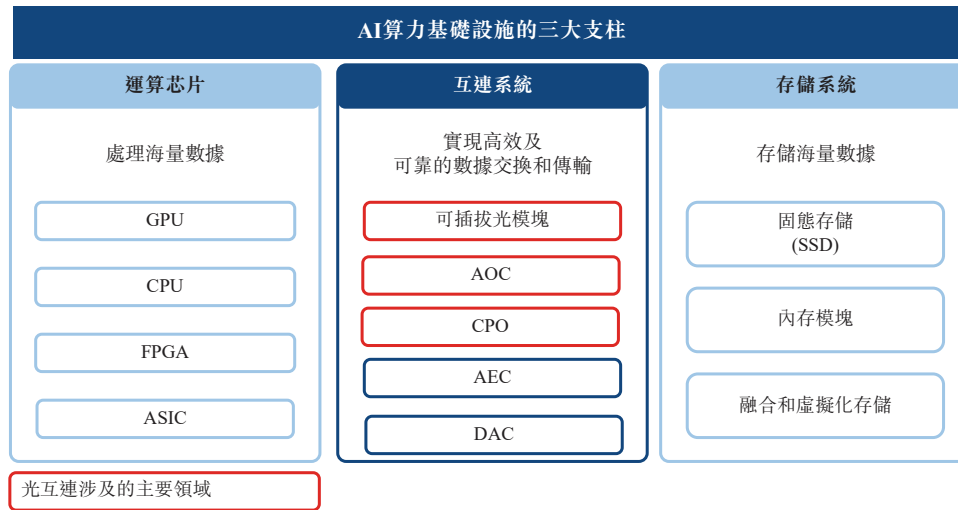 AI算力基礎設施的三大支柱
運算芯片
處理海量數據
GPU
CPU
FPGA
ASIC
互連系統
實現高效及
可靠的數據交換和傳輸
可插拔光模塊
AOC
CPO
AEC
DAC
存儲系統
存儲海量數據
固態存儲
(SSD)
內存模塊
融合和虛擬化存儲
光互連涉及的主要領域